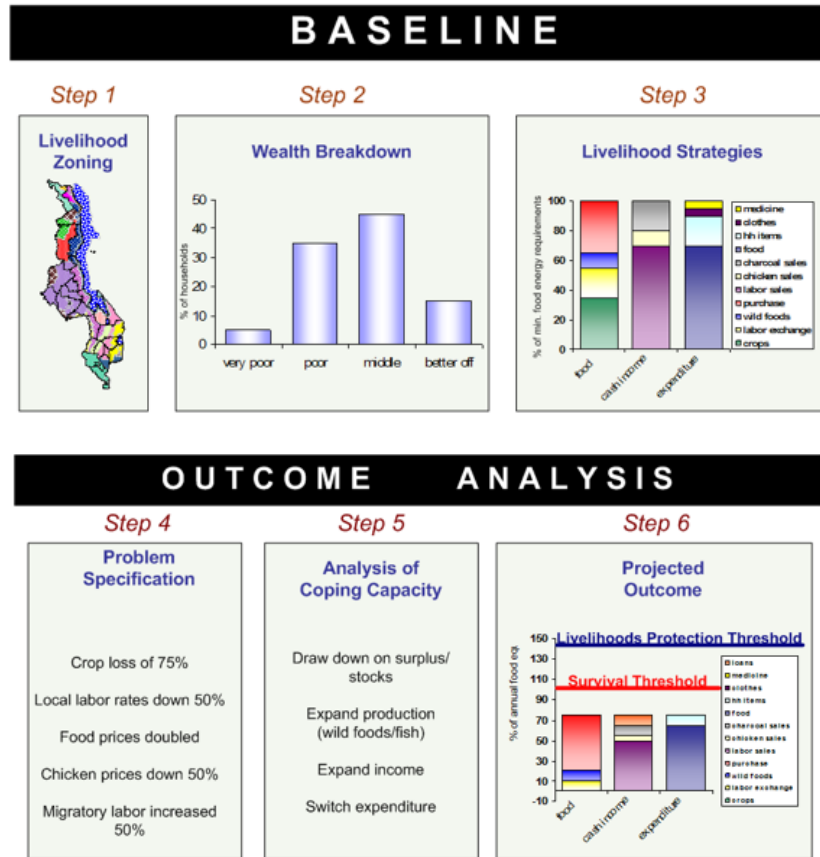 BASELINE
Step 1
Livelihood
Zoning
Step 2
Wealth Breakdown
% of households
50
40
30
20
10
0
very poor
poor
middle
better off
Step 3
Livelihood Strategies
% of min. food energy requirements
100
80
60
40
20
0
food
cash income
expenditure
medicine
clothes
hh items
food
charcoal sales
chicken sales
labor sales
purchase
wild foods
labor exchange
crops
OUTCOME ANALYSIS
Step 4
Problem
Specification
Crop loss of 75%
Local labor rates down 50%
Food prices doubled
Chicken prices down 50%
Migratory labor increased
50%
Step 5
Analysis of
Coping Capacity
Draw down on surplus/
stocks
Expand production
(wild foods/fish)
Expand income
Switch expenditure
Step 6
Projected
Outcome
% of annual food eq.
150
130
110
90
70
50
30
10
-10
Livelihoods Protection Threshold
Survival Threshold
food
cash income
expenditure
loans
medicine
clothes
hh items
food
charcoal sales
chicken sales
labor sales
purchase
wild foods
labor exchange
crops